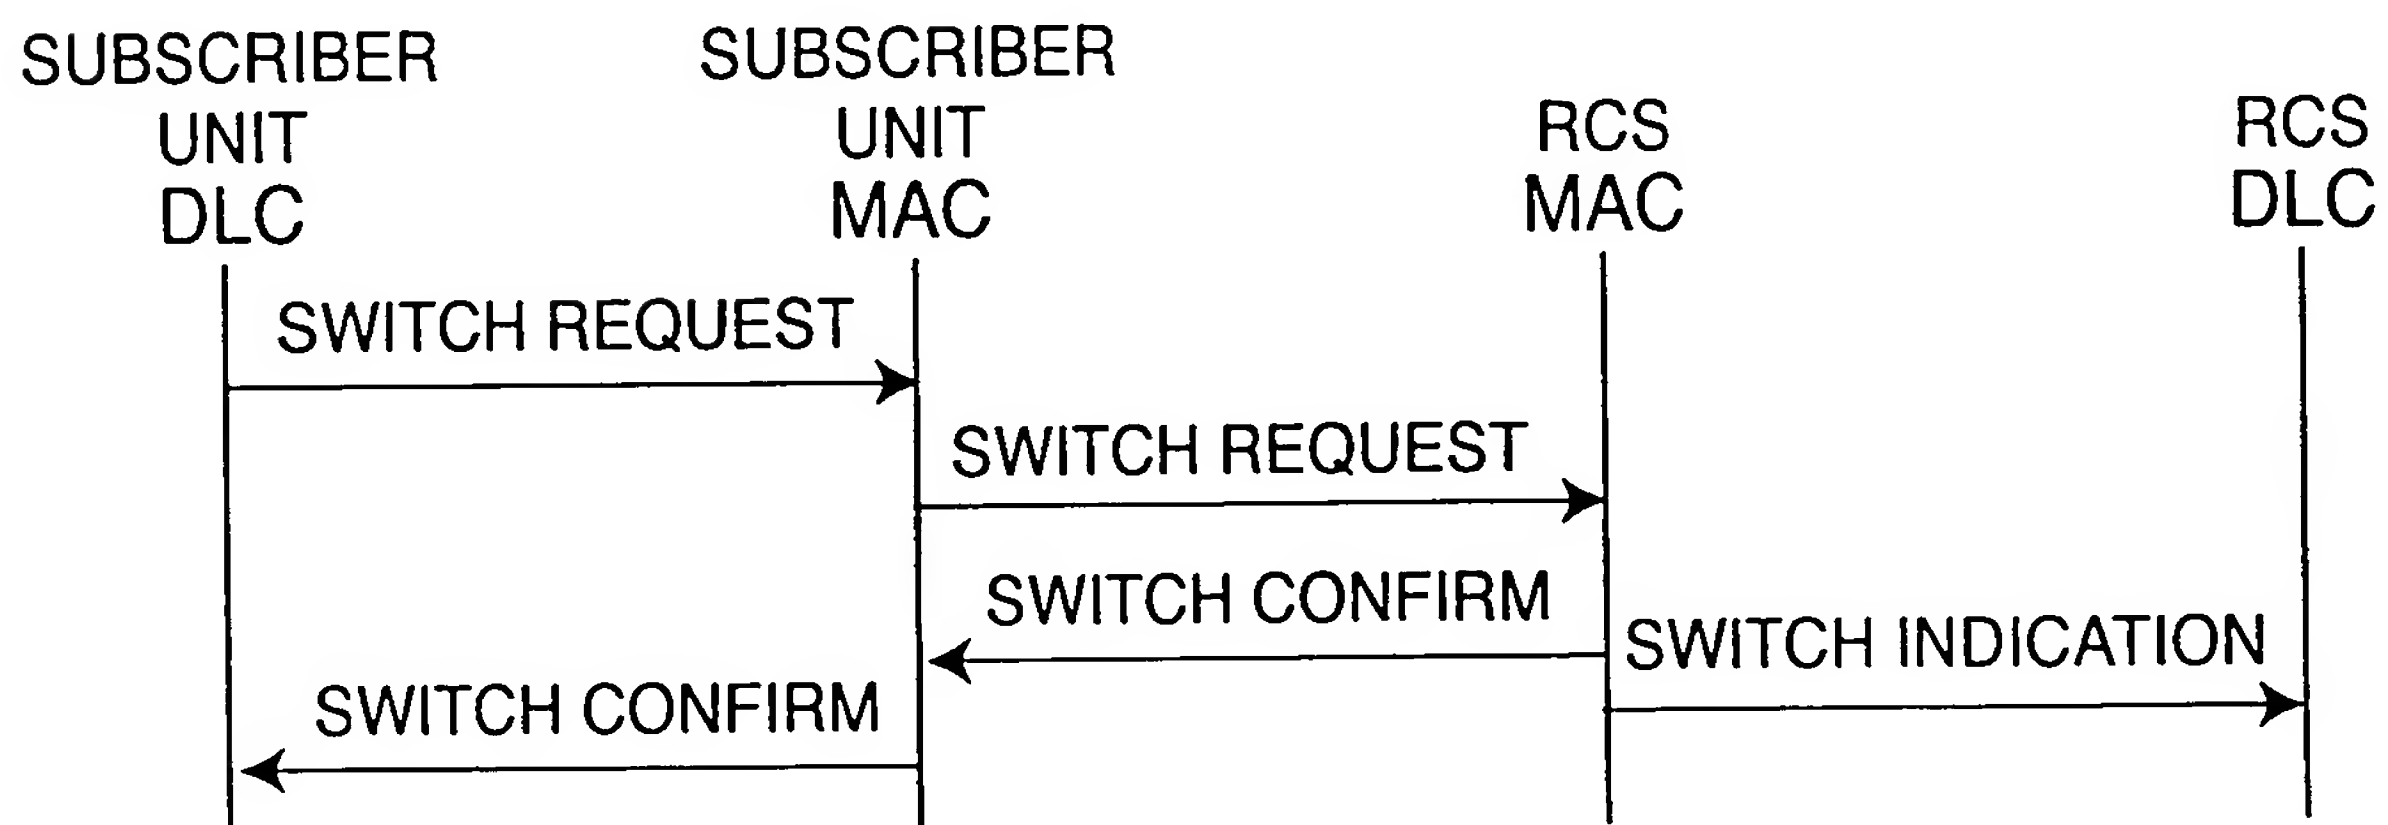 SUBSCRIBER
UNIT
DLC
SUBSCRIBER
UNIT
MAC
RCS
MAC
RCS
DLC
SWITCH REQUEST
SWITCH REQUEST
SWITCH CONFIRM
SWITCH INDICATION
SWITCH CONFIRM